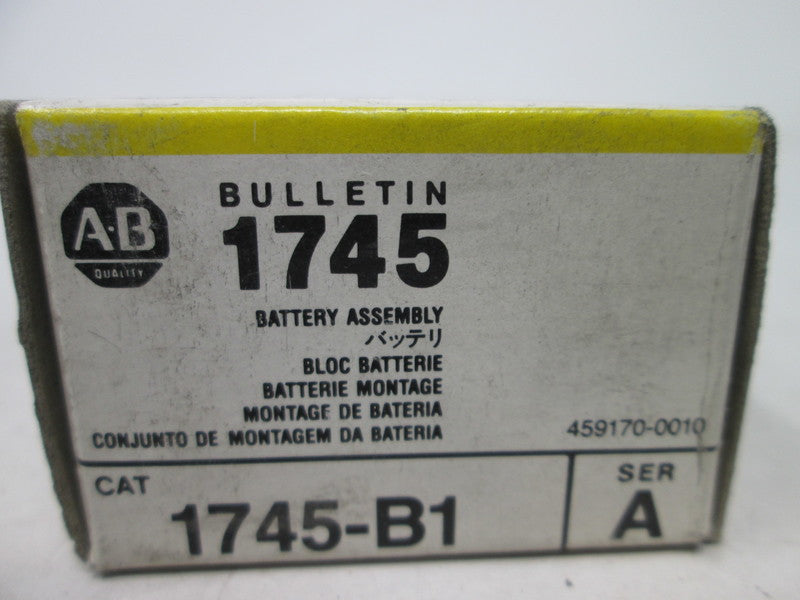 A·B
QUALITY
BULLETIN
1745
BATTERY ASSEMBLY
バッテリ
BLOC BATTERIE
BATTERIE MONTAGE
MONTAGE DE BATERIA
CONJUNTO DE MONTAGEM DA BATERIA
459170-0010
CAT
1745-B1
SER
A